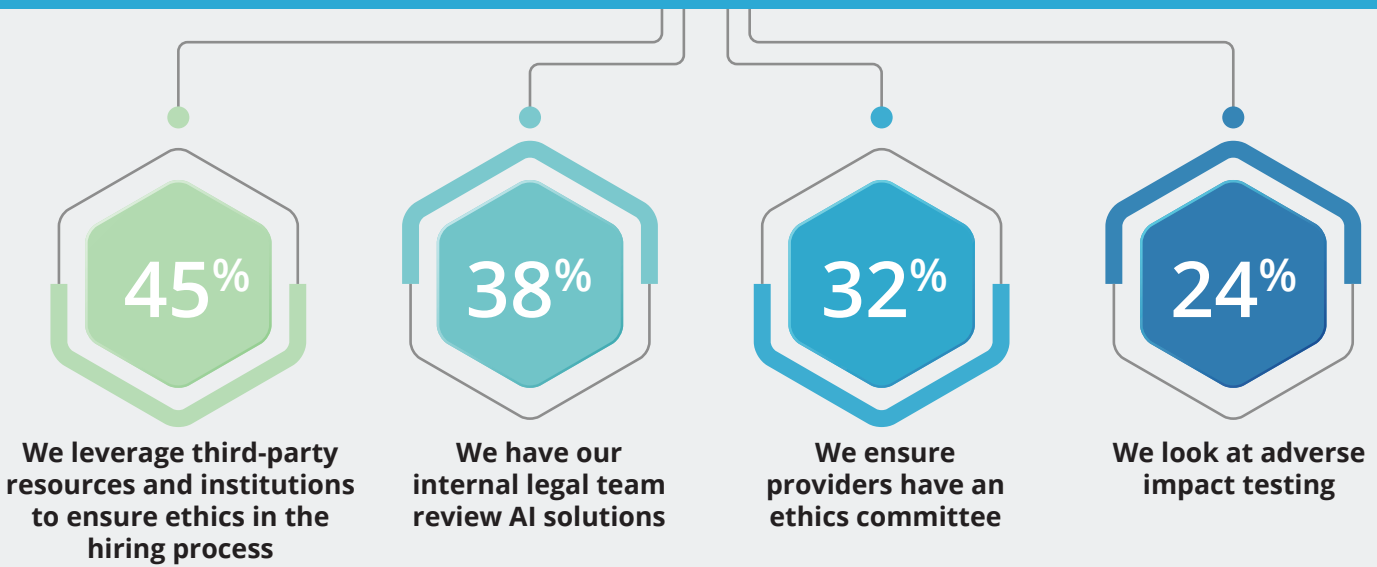 45%
We leverage third-party
resources and institutions
to ensure ethics in the
hiring process
38%
We have our
internal legal team
review AI solutions
32%
We ensure
providers have an
ethics committee
24%
We look at adverse
impact testing